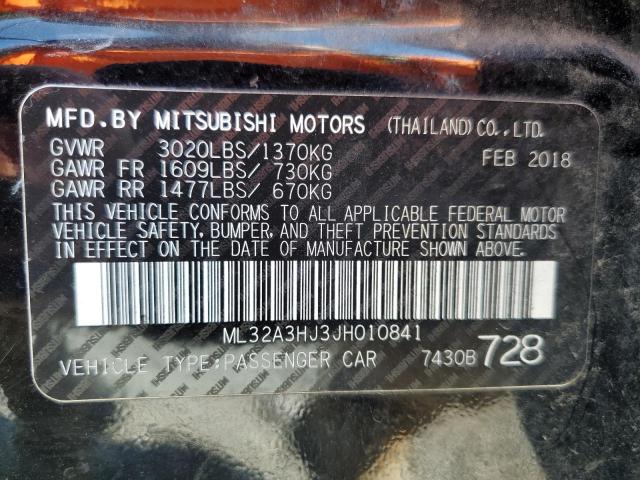 MFD.BY MITSUBISHI MOTORS (THAILAND)CO.,LTD.
GVWR 3020LBS/1370KG FEB 2018
GAWR FR 1609LBS/ 730KG
GAWR RR 1477LBS/ 670KG
THIS VEHICLE CONFORMS TO ALL APPLICABLE FEDERAL MOTOR
VEHICLE SAFETY, BUMPER, AND THEFT PREVENTION STANDARDS
IN EFFECT ON THE DATE OF MANUFACTURE SHOWN ABOVE.
ML32A3HJ3JH010841
VEHICLE TYPE:PASSENGER CAR 7430B 728